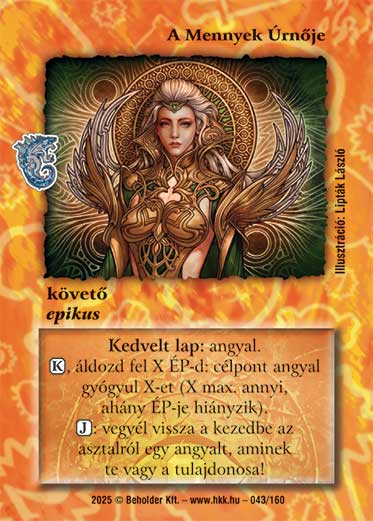 A Mennyek Úrnője
Illusztráció: Lipták László
követő
epikus
Kedvelt lap: angyal.
K, áldozd fel X ÉP-d: célpont angyal
gyógyul X-et (X max. annyi,
ahány ÉP-je hiányzik).
J: vegyél vissza a kezedbe az
asztalról egy angyalt, aminek
te vagy a tulajdonosa!
2025 © Beholder Kft. – www.hkk.hu – 043/160